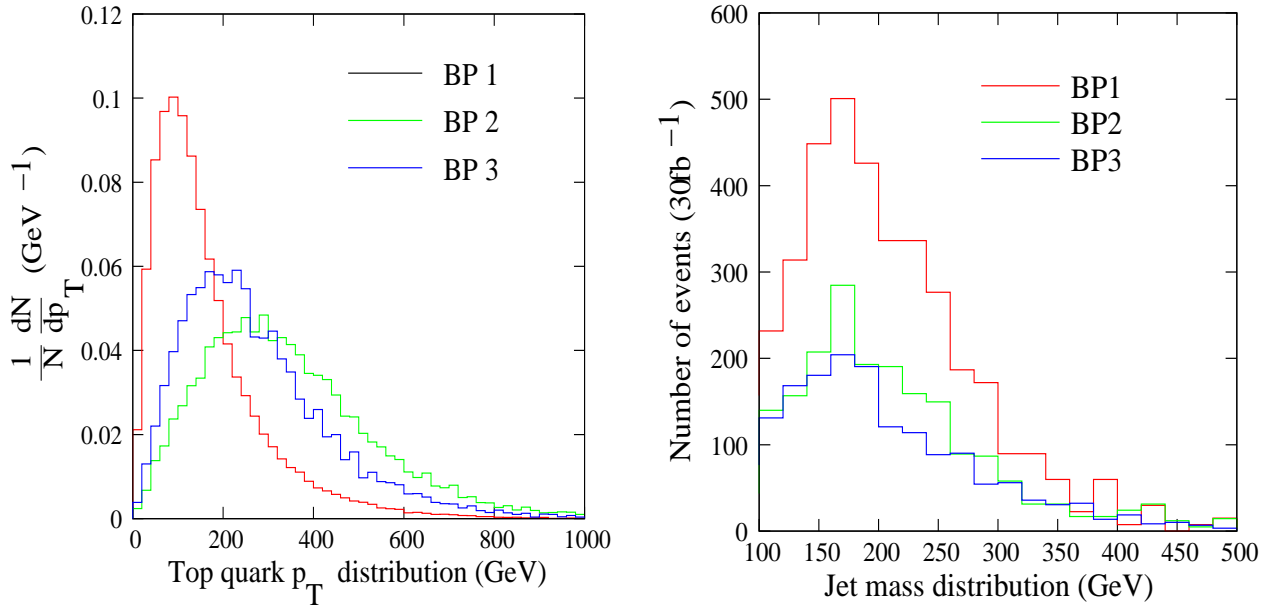 0.12
0.1
0.08
0.06
0.04
0.02
0
1/N dN/dp_T (GeV −1)
BP 1
BP 2
BP 3
0 200 400 600 800 1000
Top quark p_T distribution (GeV)
600
500
400
300
200
100
0
Number of events (30fb −1)
BP1
BP2
BP3
100 150 200 250 300 350 400 450 500
Jet mass distribution (GeV)